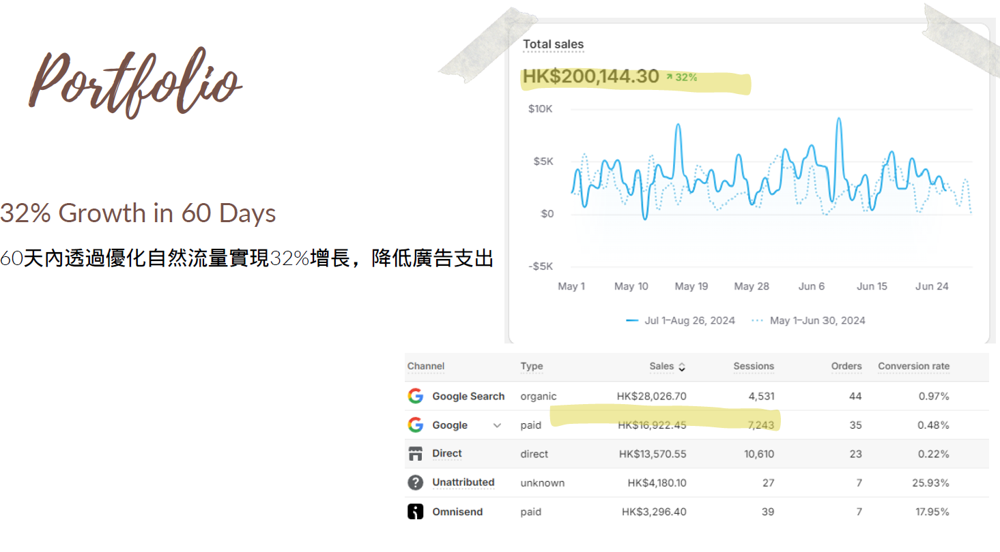 Portfolio
32% Growth in 60 Days
60天內透過優化自然流量實現32%增長，降低廣告支出
Total sales
HK$200,144.30 ↗ 32%
$10K
$5K
$0
-$5K
May 1 May 10 May 19 May 28 Jun 6 Jun 15 Jun 24
Jul 1–Aug 26, 2024 May 1–Jun 30, 2024
Channel Type Sales Sessions Orders Conversion rate
Google Search organic HK$28,026.70 4,531 44 0.97%
Google paid HK$16,922.45 7,243 35 0.48%
Direct direct HK$13,570.55 10,610 23 0.22%
Unattributed unknown HK$4,180.10 27 7 25.93%
Omnisend paid HK$3,296.40 39 7 17.95%